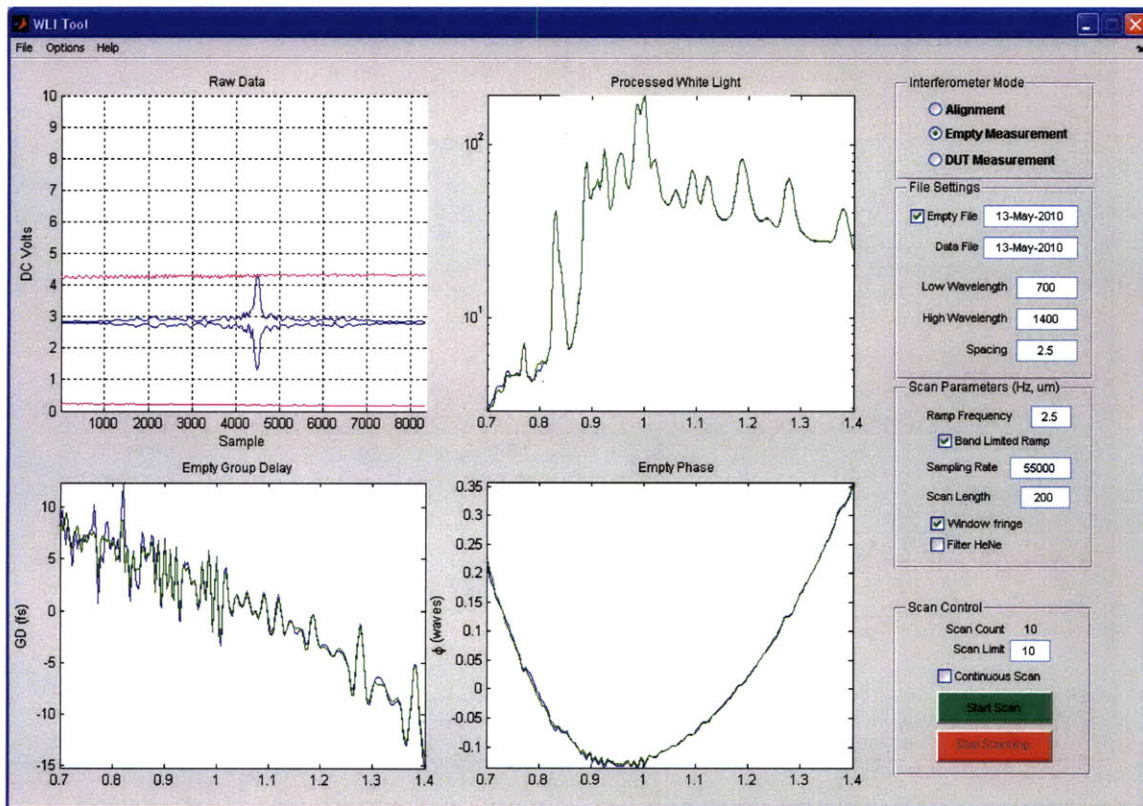 WLI Tool
File Options Help
Raw Data
10
9
8
7
6
5
4
3
2
1
0
DC Volts
1000 2000 3000 4000 5000 6000 7000 8000
Sample
Processed White Light
10²
10¹
0.7 0.8 0.9 1 1.1 1.2 1.3 1.4
Empty Group Delay
10
5
0
-5
-10
-15
GD (fs)
0.7 0.8 0.9 1 1.1 1.2 1.3 1.4
Empty Phase
0.35
0.3
0.25
0.2
0.15
0.1
0.05
0
-0.05
-0.1
ϕ (waves)
0.7 0.8 0.9 1 1.1 1.2 1.3 1.4
Interferometer Mode
Alignment
Empty Measurement
DUT Measurement
File Settings
Empty File 13-May-2010
Data File 13-May-2010
Low Wavelength 700
High Wavelength 1400
Spacing 2.5
Scan Parameters (Hz, um)
Ramp Frequency 2.5
Band Limited Ramp
Sampling Rate 55000
Scan Length 200
Window fringe
Filter HeNe
Scan Control
Scan Count 10
Scan Limit 10
Continuous Scan
Start Scan
Stop Scanning